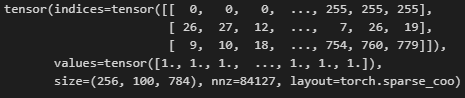 tensor(indices=tensor([[  0,   0,   0,  ..., 255, 255, 255],
                       [ 26,  27,  12,  ...,   7,  26,  19],
                       [  9,  10,  18,  ..., 754, 760, 779]]),
       values=tensor([1., 1., 1.,  ..., 1., 1., 1.]),
       size=(256, 100, 784), nnz=84127, layout=torch.sparse_coo)